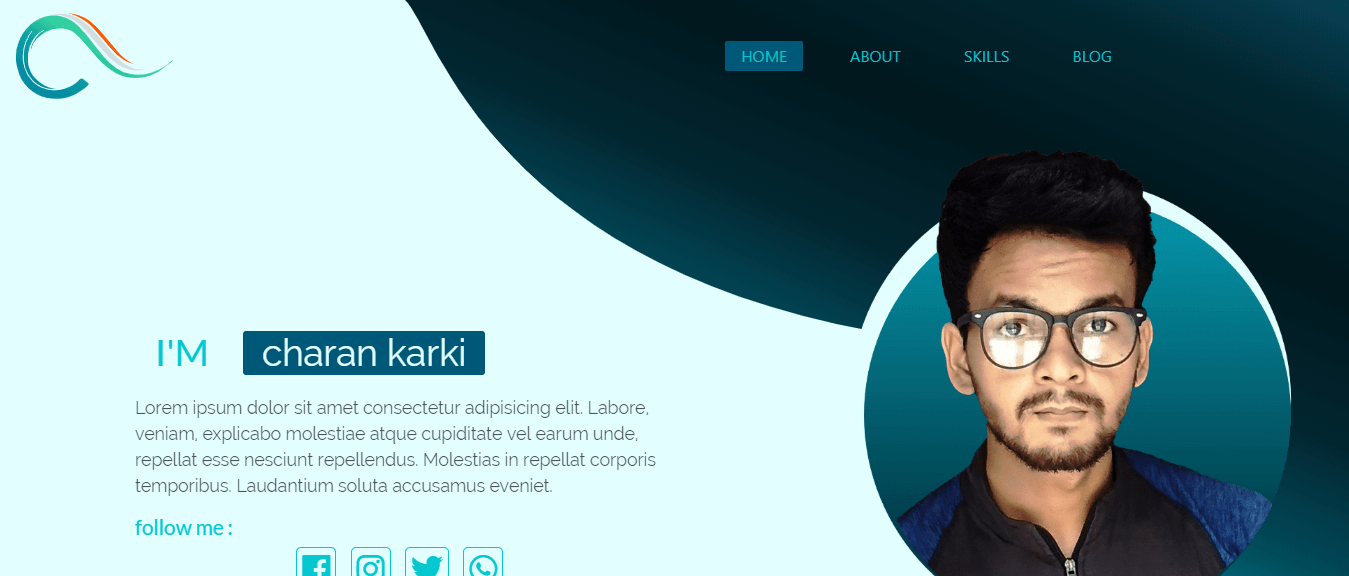 HOME ABOUT SKILLS BLOG
I'M charan karki
Lorem ipsum dolor sit amet consectetur adipisicing elit. Labore,
veniam, explicabo molestiae atque cupiditate vel earum unde,
repellat esse nesciunt repellendus. Molestias in repellat corporis
temporibus. Laudantium soluta accusamus eveniet.
follow me :